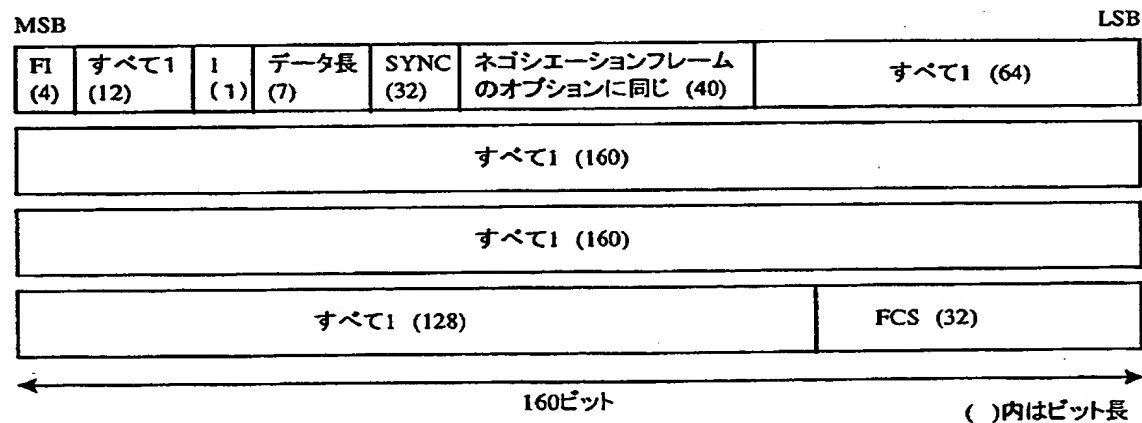 MSB LSB
FI すべて1 1 データ長 SYNC ネゴシエーションフレーム すべて1 (64)
(4) (12) (1) (7) (32) のオプションに同じ (40)
すべて1 (160)
すべて1 (160)
すべて1 (128) FCS (32)
160ビット
( )内はビット長